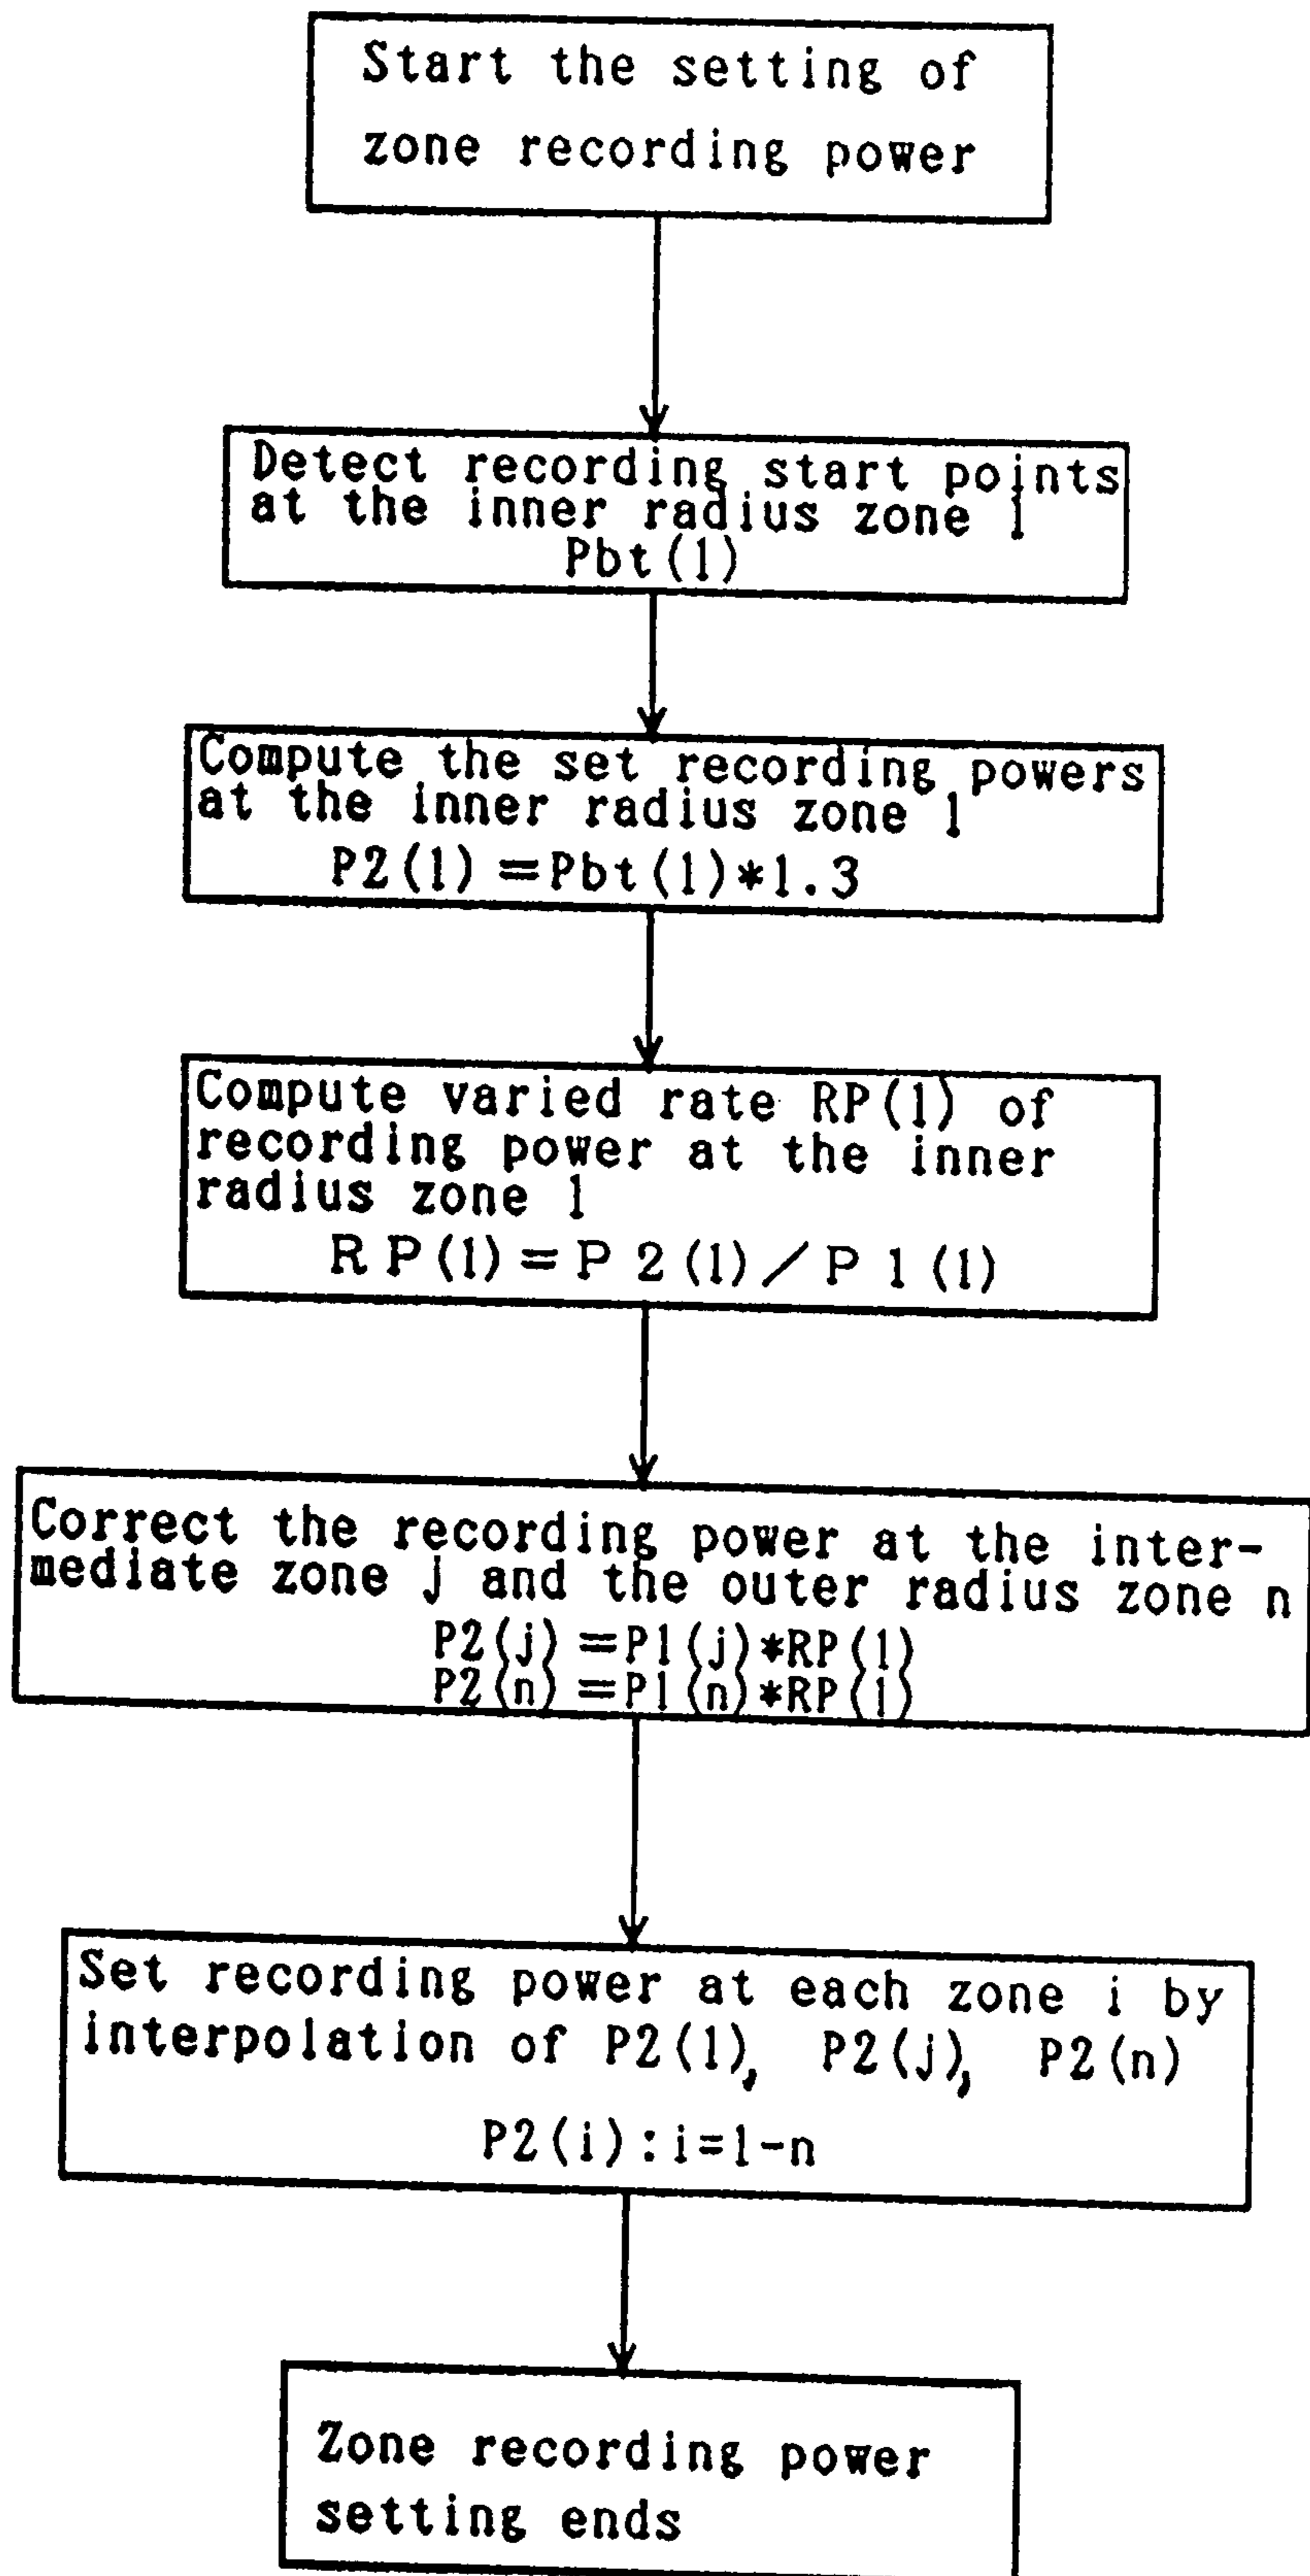 Start the setting of
zone recording power
Detect recording start points
at the inner radius zone 1
Pbt(1)
Compute the set recording powers
at the inner radius zone 1
P2(1)=Pbt(1)*1.3
Compute varied rate RP(1) of
recording power at the inner
radius zone 1
RP(1)=P2(1)/P1(1)
Correct the recording power at the inter-
mediate zone j and the outer radius zone n
P2(j)=P1(j)*RP(1)
P2(n)=P1(n)*RP(1)
Set recording power at each zone i by
interpolation of P2(1), P2(j), P2(n)
P2(i):i=1-n
Zone recording power
setting ends